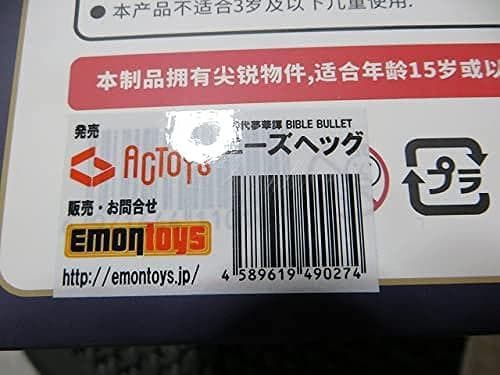 本产品不适合3岁及以下儿童使用.
本制品拥有尖锐物件,适合年龄15岁或以
発売
代夢華譚 BIBLE BULLET
ACTOYS
ーズヘッグ
販売・お問合せ
プラ
Emontoys
http://emontoys.jp/
4 589619 490274